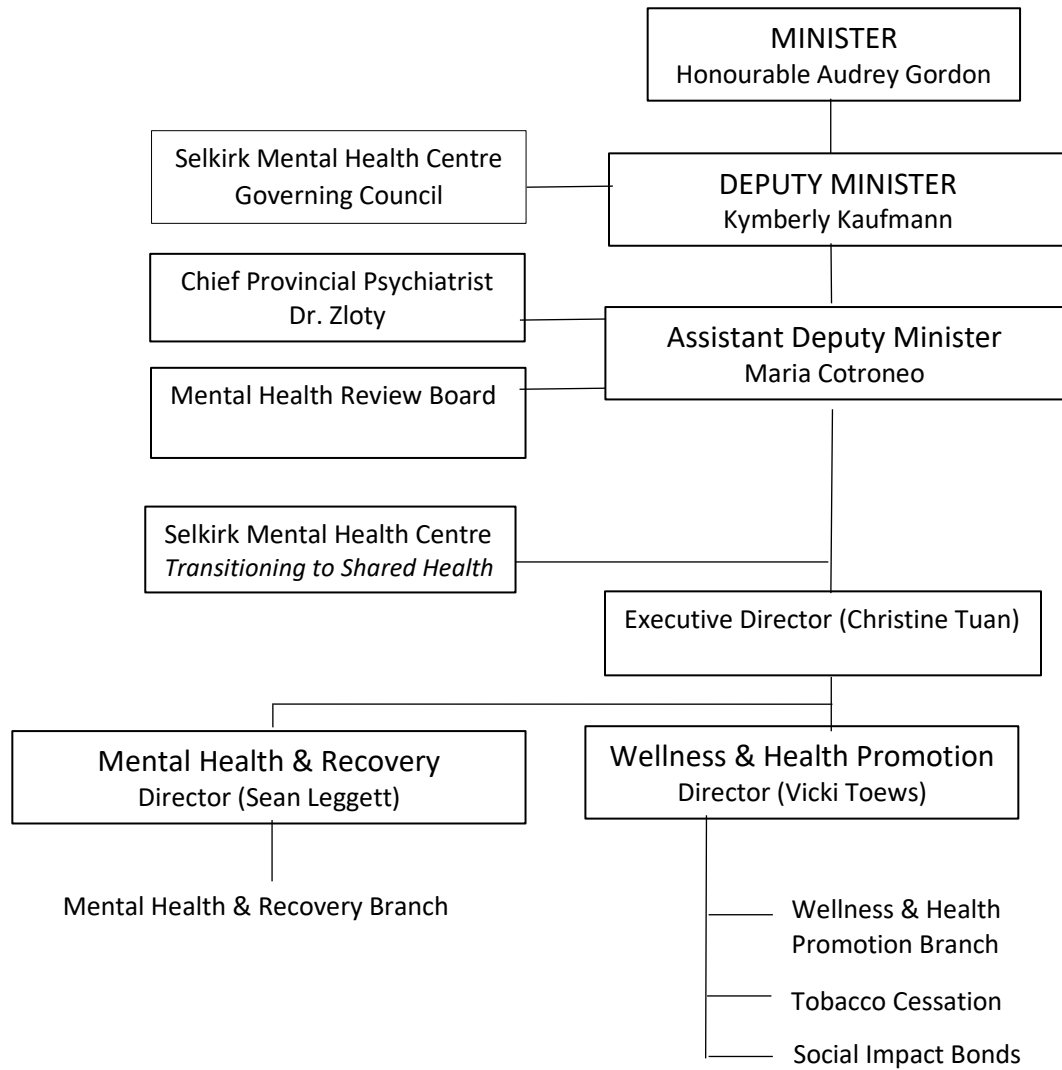 MINISTER
Honourable Audrey Gordon
Selkirk Mental Health Centre
Governing Council
DEPUTY MINISTER
Kymberly Kaufmann
Chief Provincial Psychiatrist
Dr. Zloty
Assistant Deputy Minister
Maria Cotroneo
Mental Health Review Board
Selkirk Mental Health Centre
Transitioning to Shared Health
Executive Director (Christine Tuan)
Mental Health & Recovery
Director (Sean Leggett)
Wellness & Health Promotion
Director (Vicki Toews)
Mental Health & Recovery Branch
Wellness & Health
Promotion Branch
Tobacco Cessation
Social Impact Bonds